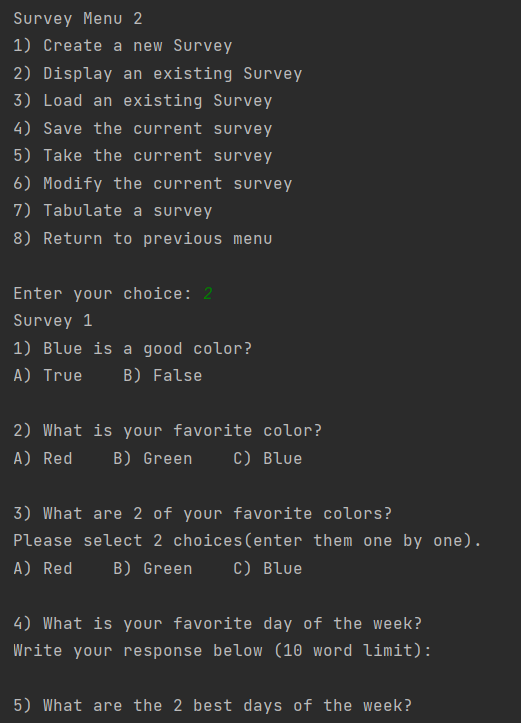 Survey Menu 2
1) Create a new Survey
2) Display an existing Survey
3) Load an existing Survey
4) Save the current survey
5) Take the current survey
6) Modify the current survey
7) Tabulate a survey
8) Return to previous menu
Enter your choice: 2
Survey 1
1) Blue is a good color?
A) True    B) False
2) What is your favorite color?
A) Red    B) Green    C) Blue
3) What are 2 of your favorite colors?
Please select 2 choices(enter them one by one).
A) Red    B) Green    C) Blue
4) What is your favorite day of the week?
Write your response below (10 word limit):
5) What are the 2 best days of the week?